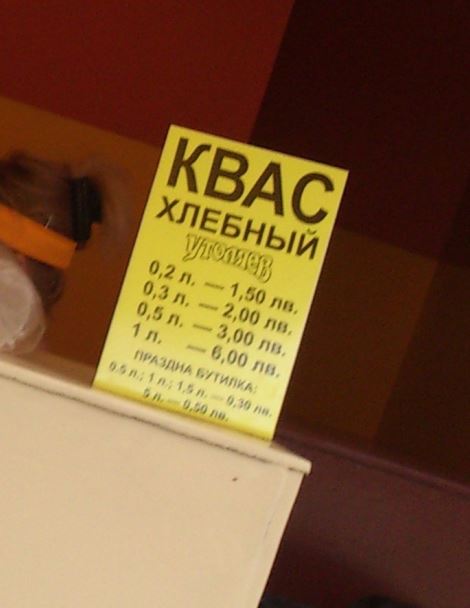 КВАС
ХЛЕБНЫЙ
УТОЛЯЕВ
0,2 л. — 1,50 лв.
0,3 л. — 2,00 лв.
0,5 л. — 3,00 лв.
1 л. — 6,00 лв.
ПРАЗДНА БУТИЛКА:
0,5 л.; 1 л.; 1,5 л. — 0,30 лв.
5 л. — 0,50 лв.